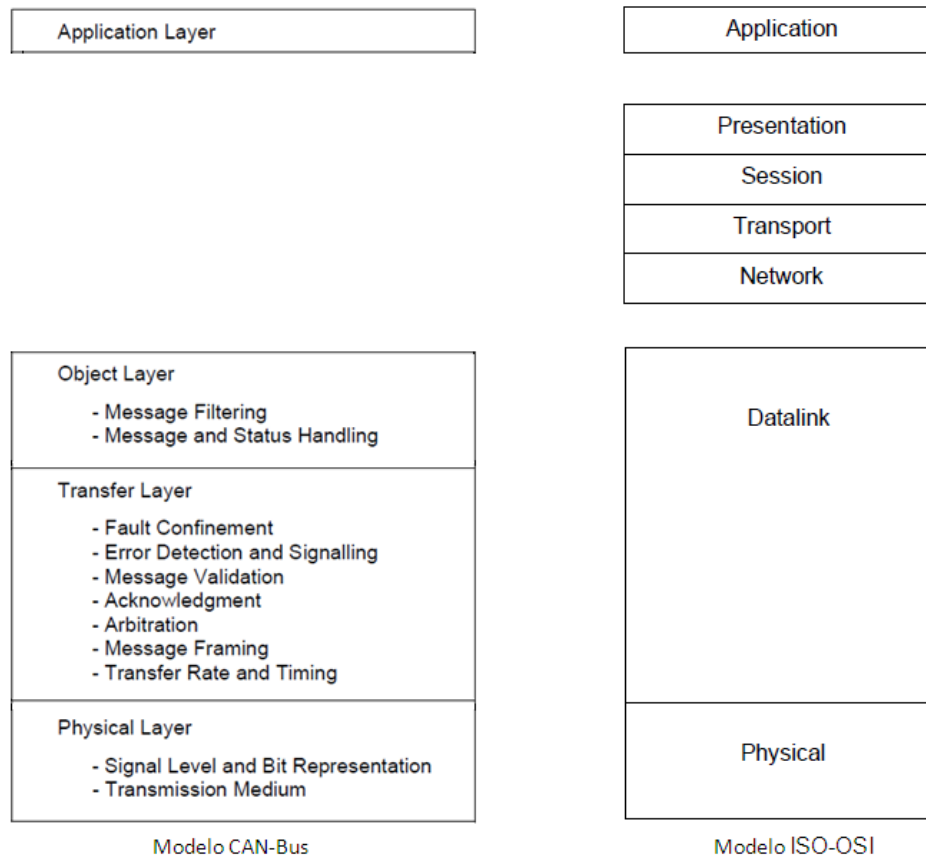 Application Layer
Object Layer
- Message Filtering
- Message and Status Handling
Transfer Layer
- Fault Confinement
- Error Detection and Signalling
- Message Validation
- Acknowledgment
- Arbitration
- Message Framing
- Transfer Rate and Timing
Physical Layer
- Signal Level and Bit Representation
- Transmission Medium
Modelo CAN-Bus
Application
Presentation
Session
Transport
Network
Datalink
Physical
Modelo ISO-OSI